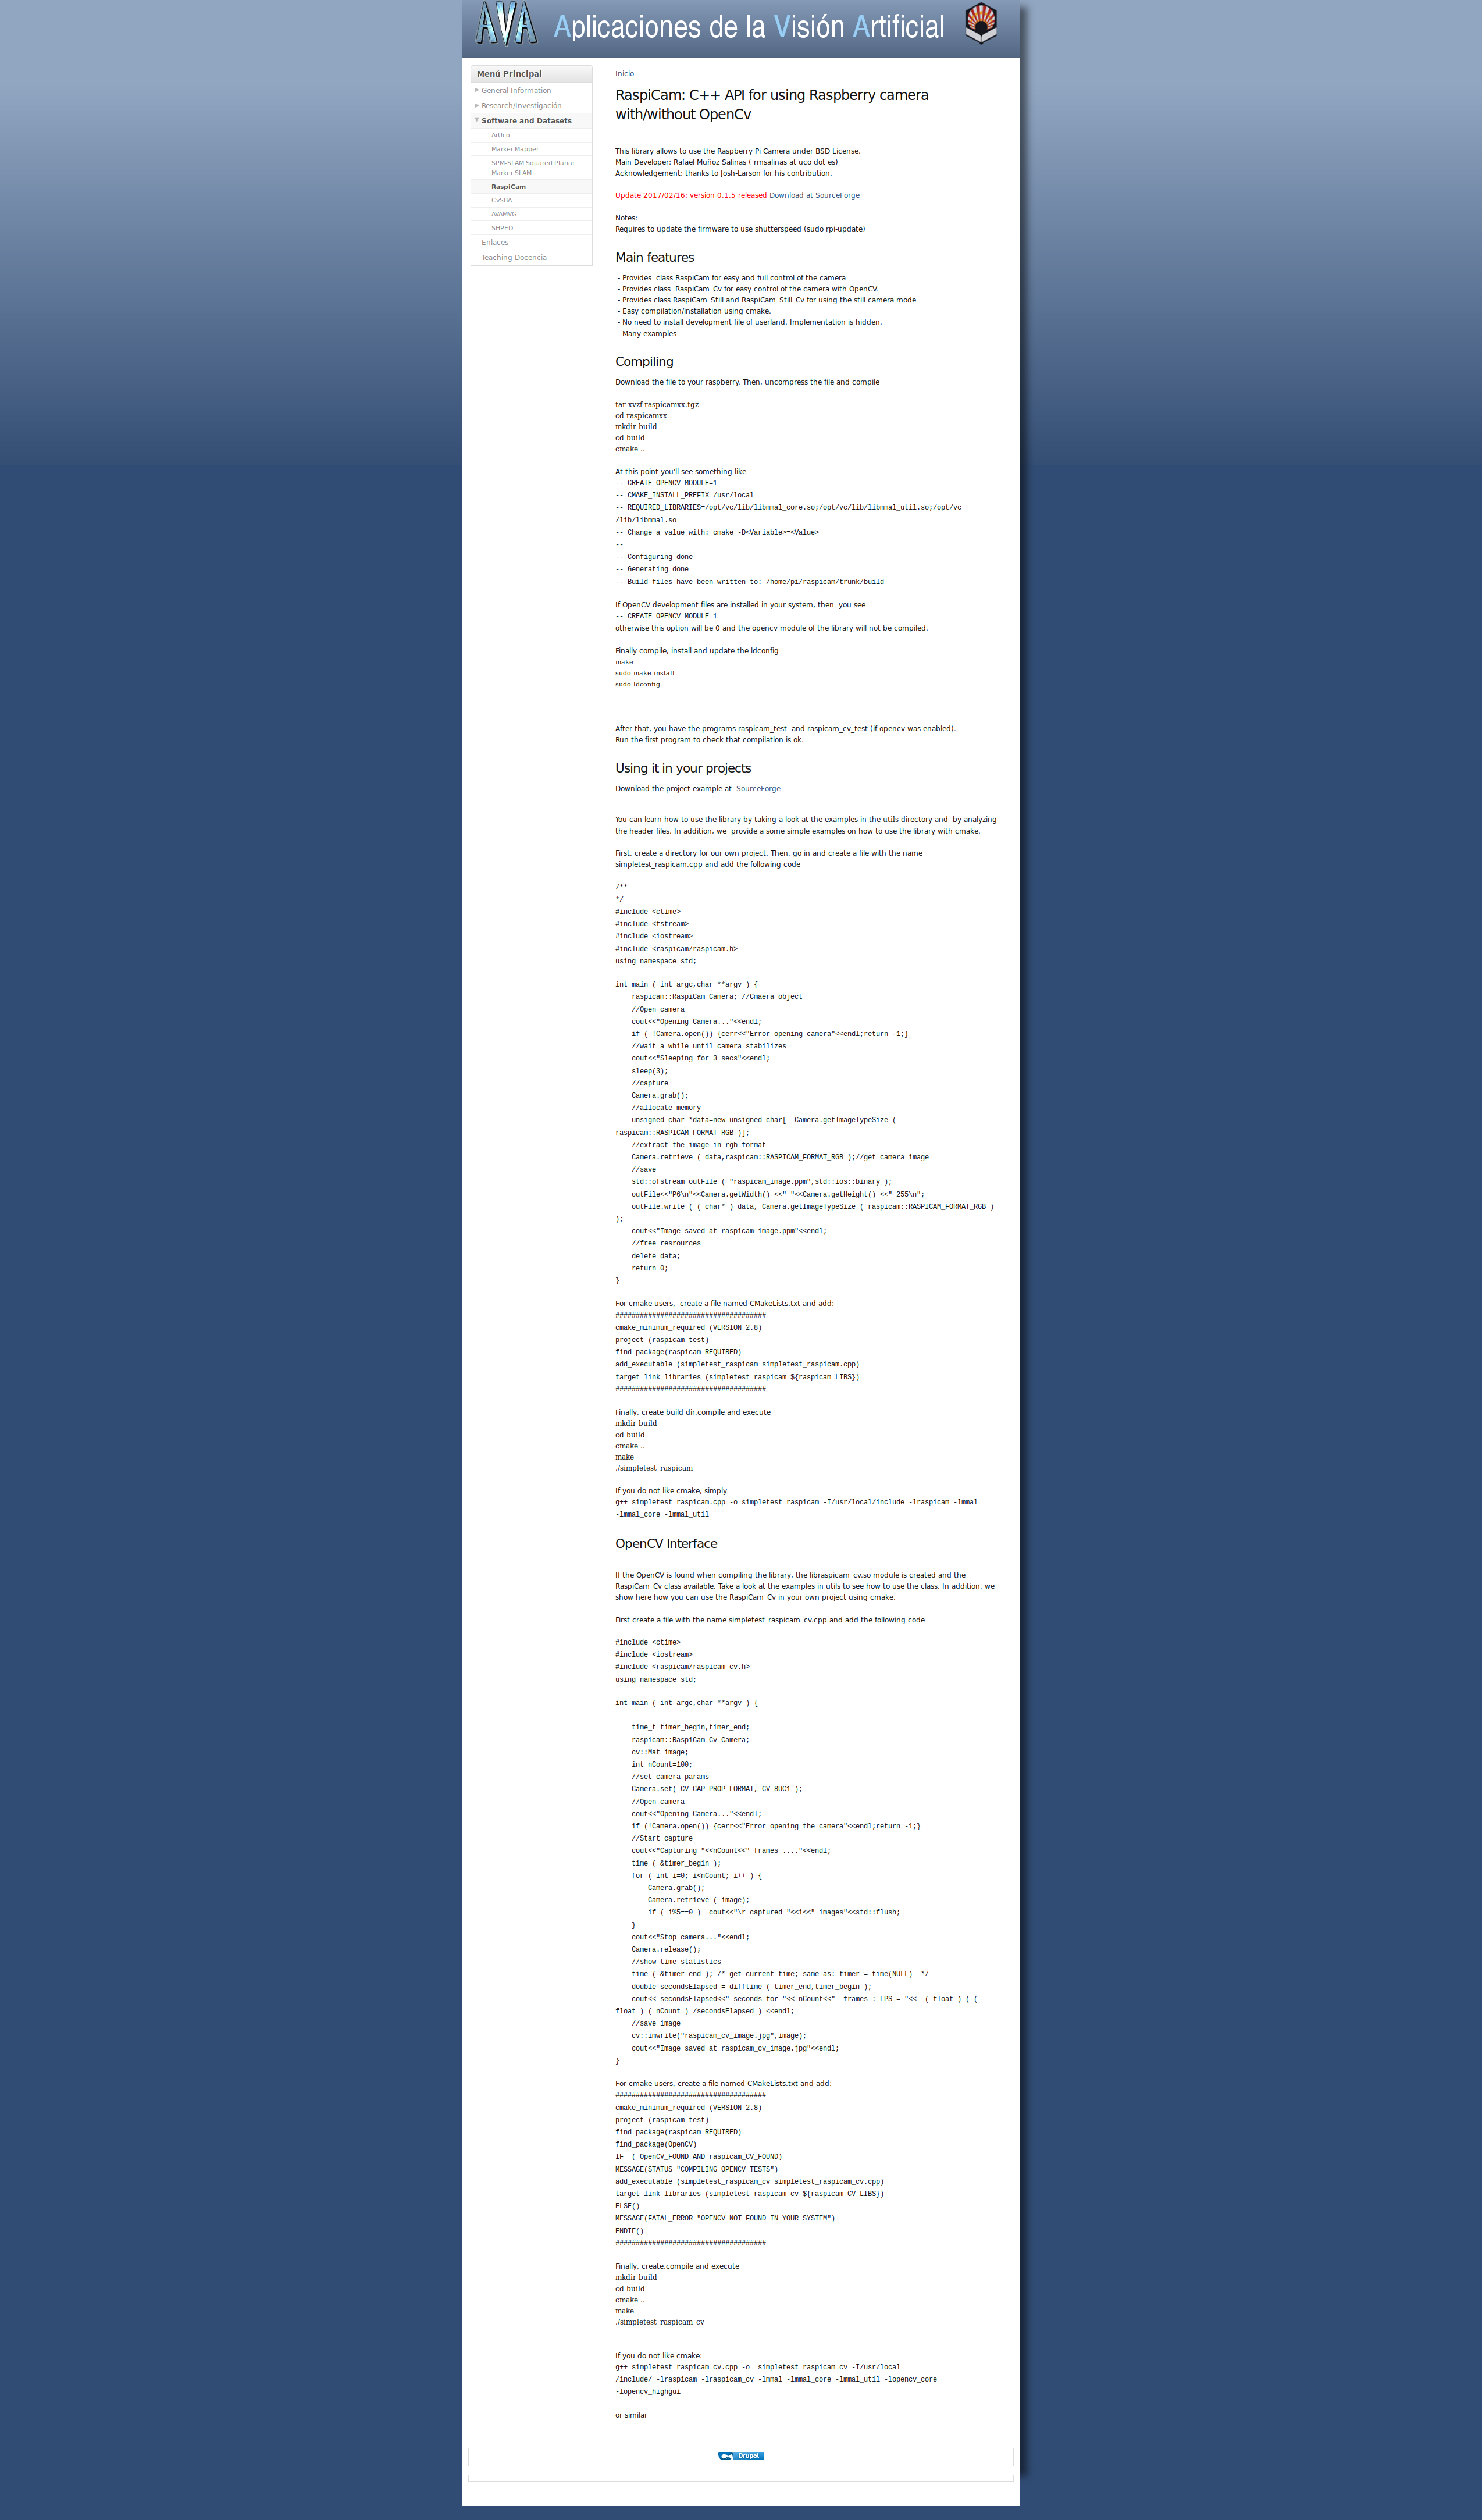 AVA Aplicaciones de la Visión Artificial
Menú Principal
General Information
Research/Investigación
Software and Datasets
ArUco
Marker Mapper
SPM-SLAM Squared Planar
Marker SLAM
RaspiCam
CvSBA
AVAMVG
SHPED
Enlaces
Teaching-Docencia
Inicio
RaspiCam: C++ API for using Raspberry camera
with/without OpenCv
This library allows to use the Raspberry Pi Camera under BSD License.
Main Developer: Rafael Muñoz Salinas ( rmsalinas at uco dot es)
Acknowledgement: thanks to Josh-Larson for his contribution.
Update 2017/02/16: version 0.1.5 released Download at SourceForge
Notes:
Requires to update the firmware to use shutterspeed (sudo rpi-update)
Main features
- Provides  class RaspiCam for easy and full control of the camera
- Provides class  RaspiCam_Cv for easy control of the camera with OpenCV.
- Provides class RaspiCam_Still and RaspiCam_Still_Cv for using the still camera mode
- Easy compilation/installation using cmake.
- No need to install development file of userland. Implementation is hidden.
- Many examples
Compiling
Download the file to your raspberry. Then, uncompress the file and compile
tar xvzf raspicamxx.tgz
cd raspicamxx
mkdir build
cd build
cmake ..
At this point you'll see something like
-- CREATE OPENCV MODULE=1
-- CMAKE_INSTALL_PREFIX=/usr/local
-- REQUIRED_LIBRARIES=/opt/vc/lib/libmmal_core.so;/opt/vc/lib/libmmal_util.so;/opt/vc
/lib/libmmal.so
-- Change a value with: cmake -D<Variable>=<Value>
--
-- Configuring done
-- Generating done
-- Build files have been written to: /home/pi/raspicam/trunk/build
If OpenCV development files are installed in your system, then  you see
-- CREATE OPENCV MODULE=1
otherwise this option will be 0 and the opencv module of the library will not be compiled.
Finally compile, install and update the ldconfig
make
sudo make install
sudo ldconfig
After that, you have the programs raspicam_test  and raspicam_cv_test (if opencv was enabled).
Run the first program to check that compilation is ok.
Using it in your projects
Download the project example at  SourceForge
You can learn how to use the library by taking a look at the examples in the utils directory and  by analyzing
the header files. In addition, we  provide a some simple examples on how to use the library with cmake.
First, create a directory for our own project. Then, go in and create a file with the name
simpletest_raspicam.cpp and add the following code
/**
*/
#include <ctime>
#include <fstream>
#include <iostream>
#include <raspicam/raspicam.h>
using namespace std;
int main ( int argc,char **argv ) {
    raspicam::RaspiCam Camera; //Cmaera object
    //Open camera
    cout<<"Opening Camera..."<<endl;
    if ( !Camera.open()) {cerr<<"Error opening camera"<<endl;return -1;}
    //wait a while until camera stabilizes
    cout<<"Sleeping for 3 secs"<<endl;
    sleep(3);
    //capture
    Camera.grab();
    //allocate memory
    unsigned char *data=new unsigned char[  Camera.getImageTypeSize (
raspicam::RASPICAM_FORMAT_RGB )];
    //extract the image in rgb format
    Camera.retrieve ( data,raspicam::RASPICAM_FORMAT_RGB );//get camera image
    //save
    std::ofstream outFile ( "raspicam_image.ppm",std::ios::binary );
    outFile<<"P6\n"<<Camera.getWidth() <<" "<<Camera.getHeight() <<" 255\n";
    outFile.write ( ( char* ) data, Camera.getImageTypeSize ( raspicam::RASPICAM_FORMAT_RGB )
);
    cout<<"Image saved at raspicam_image.ppm"<<endl;
    //free resrources
    delete data;
    return 0;
}
For cmake users,  create a file named CMakeLists.txt and add:
#####################################
cmake_minimum_required (VERSION 2.8)
project (raspicam_test)
find_package(raspicam REQUIRED)
add_executable (simpletest_raspicam simpletest_raspicam.cpp)
target_link_libraries (simpletest_raspicam ${raspicam_LIBS})
#####################################
Finally, create build dir,compile and execute
mkdir build
cd build
cmake ..
make
./simpletest_raspicam
If you do not like cmake, simply
g++ simpletest_raspicam.cpp -o simpletest_raspicam -I/usr/local/include -lraspicam -lmmal
-lmmal_core -lmmal_util
OpenCV Interface
If the OpenCV is found when compiling the library, the libraspicam_cv.so module is created and the
RaspiCam_Cv class available. Take a look at the examples in utils to see how to use the class. In addition, we
show here how you can use the RaspiCam_Cv in your own project using cmake.
First create a file with the name simpletest_raspicam_cv.cpp and add the following code
#include <ctime>
#include <iostream>
#include <raspicam/raspicam_cv.h>
using namespace std;
int main ( int argc,char **argv ) {
    time_t timer_begin,timer_end;
    raspicam::RaspiCam_Cv Camera;
    cv::Mat image;
    int nCount=100;
    //set camera params
    Camera.set( CV_CAP_PROP_FORMAT, CV_8UC1 );
    //Open camera
    cout<<"Opening Camera..."<<endl;
    if (!Camera.open()) {cerr<<"Error opening the camera"<<endl;return -1;}
    //Start capture
    cout<<"Capturing "<<nCount<<" frames ...."<<endl;
    time ( &timer_begin );
    for ( int i=0; i<nCount; i++ ) {
        Camera.grab();
        Camera.retrieve ( image);
        if ( i%5==0 )  cout<<"\r captured "<<i<<" images"<<std::flush;
    }
    cout<<"Stop camera..."<<endl;
    Camera.release();
    //show time statistics
    time ( &timer_end ); /* get current time; same as: timer = time(NULL)  */
    double secondsElapsed = difftime ( timer_end,timer_begin );
    cout<< secondsElapsed<<" seconds for "<< nCount<<"  frames : FPS = "<<  ( float ) ( (
float ) ( nCount ) /secondsElapsed ) <<endl;
    //save image
    cv::imwrite("raspicam_cv_image.jpg",image);
    cout<<"Image saved at raspicam_cv_image.jpg"<<endl;
}
For cmake users, create a file named CMakeLists.txt and add:
#####################################
cmake_minimum_required (VERSION 2.8)
project (raspicam_test)
find_package(raspicam REQUIRED)
find_package(OpenCV)
IF  ( OpenCV_FOUND AND raspicam_CV_FOUND)
MESSAGE(STATUS "COMPILING OPENCV TESTS")
add_executable (simpletest_raspicam_cv simpletest_raspicam_cv.cpp)
target_link_libraries (simpletest_raspicam_cv ${raspicam_CV_LIBS})
ELSE()
MESSAGE(FATAL_ERROR "OPENCV NOT FOUND IN YOUR SYSTEM")
ENDIF()
#####################################
Finally, create,compile and execute
mkdir build
cd build
cmake ..
make
./simpletest_raspicam_cv
If you do not like cmake:
g++ simpletest_raspicam_cv.cpp -o  simpletest_raspicam_cv -I/usr/local
/include/ -lraspicam -lraspicam_cv -lmmal -lmmal_core -lmmal_util -lopencv_core
-lopencv_highgui
or similar
Drupal